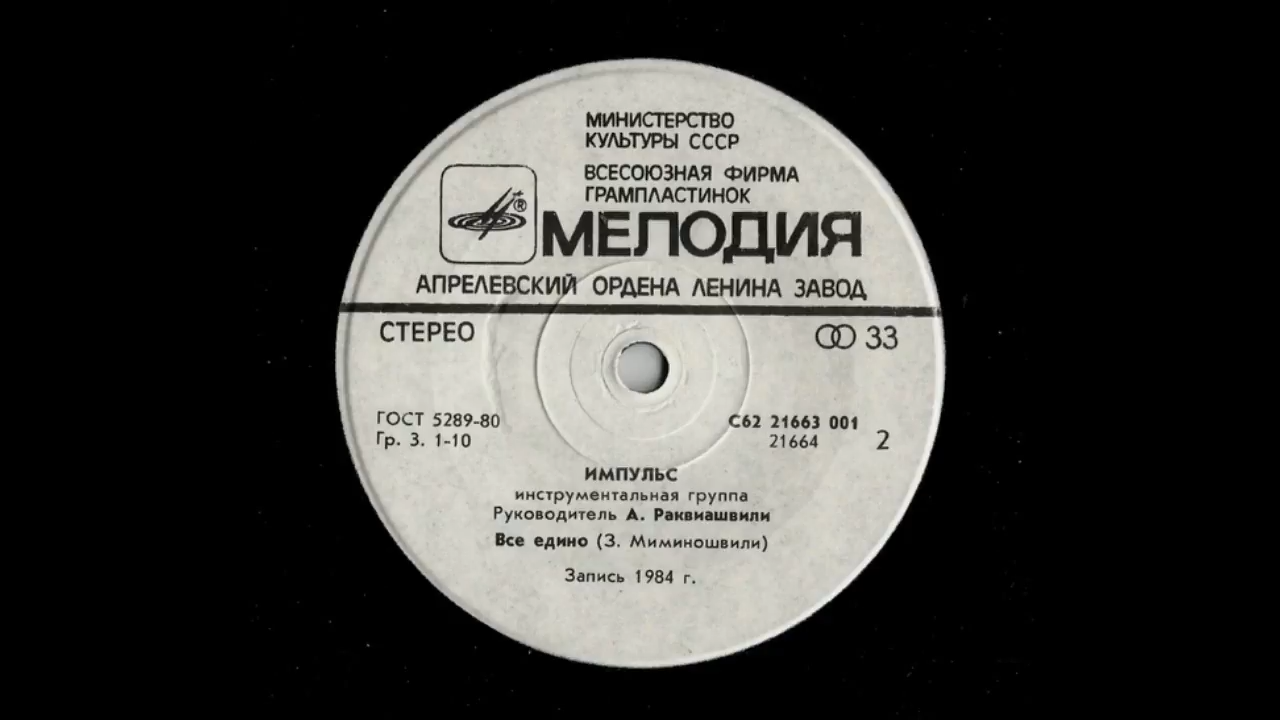 МИНИСТЕРСТВО
КУЛЬТУРЫ СССР
ВСЕСОЮЗНАЯ ФИРМА
ГРАМПЛАСТИНОК
®
МЕЛОДИЯ
АПРЕЛЕВСКИЙ ОРДЕНА ЛЕНИНА ЗАВОД
СТЕРЕО
33
ГОСТ 5289-80
Гр. 3. 1-10
С62 21663 001
21664
2
ИМПУЛЬС
инструментальная группа
Руководитель А. Раквиашвили
Все едино (З. Миминошвили)
Запись 1984 г.